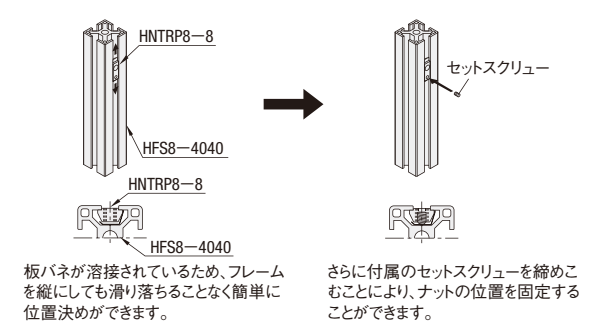 HNTRP8－8
HFS8－4040
HNTRP8－8
HFS8－4040
板バネが溶接されているため、フレーム
を縦にしても滑り落ちることなく簡単に
位置決めができます。
セットスクリュー
さらに付属のセットスクリューを締めこ
むことにより、ナットの位置を固定する
ことができます。